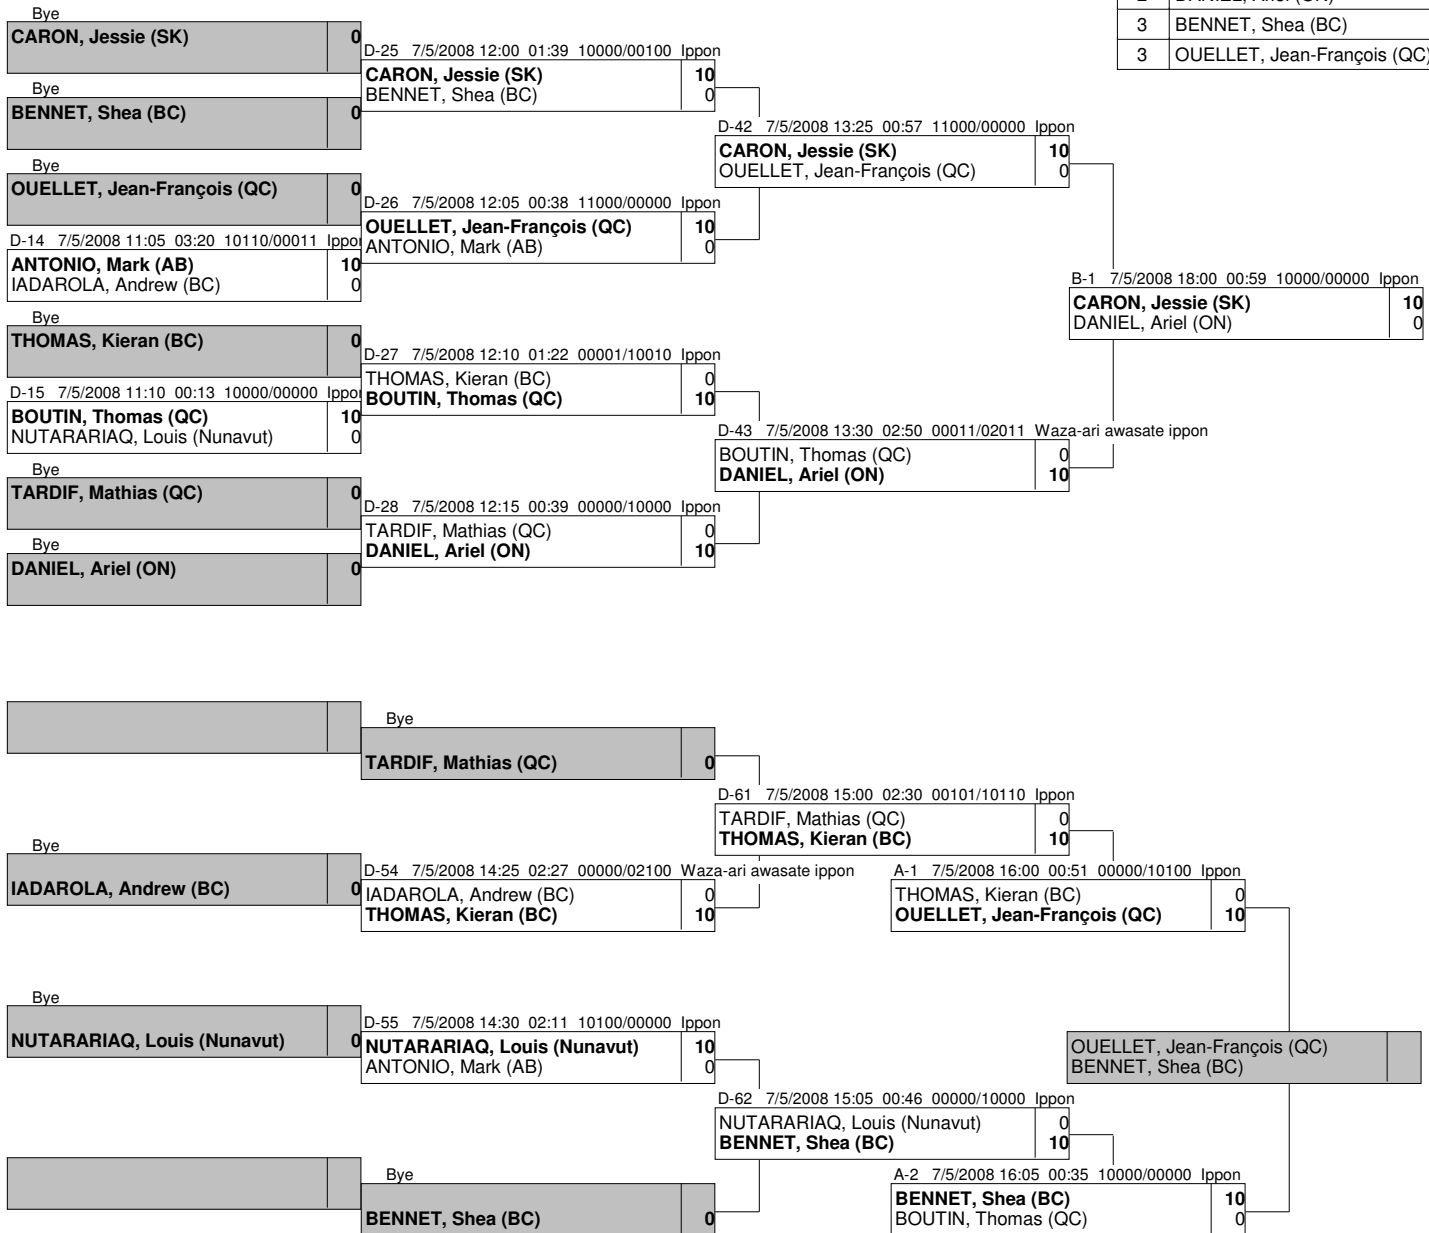 2 DANIEL, Ariel (ON)
3 BENNET, Shea (BC)
3 OUELLET, Jean-François (QC)
Bye
CARON, Jessie (SK) 0
Bye
BENNET, Shea (BC) 0
Bye
OUELLET, Jean-François (QC) 0
D-14 7/5/2008 11:05 03:20 10110/00011 Ippon
ANTONIO, Mark (AB) 10
IADAROLA, Andrew (BC) 0
Bye
THOMAS, Kieran (BC) 0
D-15 7/5/2008 11:10 00:13 10000/00000 Ippon
BOUTIN, Thomas (QC) 10
NUTARARIAQ, Louis (Nunavut) 0
Bye
TARDIF, Mathias (QC) 0
Bye
DANIEL, Ariel (ON) 0
D-25 7/5/2008 12:00 01:39 10000/00100 Ippon
CARON, Jessie (SK) 10
BENNET, Shea (BC) 0
D-26 7/5/2008 12:05 00:38 11000/00000 Ippon
OUELLET, Jean-François (QC) 10
ANTONIO, Mark (AB) 0
D-27 7/5/2008 12:10 01:22 00001/10010 Ippon
THOMAS, Kieran (BC) 0
BOUTIN, Thomas (QC) 10
D-28 7/5/2008 12:15 00:39 00000/10000 Ippon
TARDIF, Mathias (QC) 0
DANIEL, Ariel (ON) 10
D-42 7/5/2008 13:25 00:57 11000/00000 Ippon
CARON, Jessie (SK) 10
OUELLET, Jean-François (QC) 0
D-43 7/5/2008 13:30 02:50 00011/02011 Waza-ari awasate ippon
BOUTIN, Thomas (QC) 0
DANIEL, Ariel (ON) 10
B-1 7/5/2008 18:00 00:59 10000/00000 Ippon
CARON, Jessie (SK) 10
DANIEL, Ariel (ON) 0
Bye
TARDIF, Mathias (QC) 0
Bye
IADAROLA, Andrew (BC) 0
D-54 7/5/2008 14:25 02:27 00000/02100 Waza-ari awasate ippon
IADAROLA, Andrew (BC) 0
THOMAS, Kieran (BC) 10
D-61 7/5/2008 15:00 02:30 00101/10110 Ippon
TARDIF, Mathias (QC) 0
THOMAS, Kieran (BC) 10
A-1 7/5/2008 16:00 00:51 00000/10100 Ippon
THOMAS, Kieran (BC) 0
OUELLET, Jean-François (QC) 10
Bye
NUTARARIAQ, Louis (Nunavut) 0
D-55 7/5/2008 14:30 02:11 10100/00000 Ippon
NUTARARIAQ, Louis (Nunavut) 10
ANTONIO, Mark (AB) 0
OUELLET, Jean-François (QC)
BENNET, Shea (BC)
D-62 7/5/2008 15:05 00:46 00000/10000 Ippon
NUTARARIAQ, Louis (Nunavut) 0
BENNET, Shea (BC) 10
Bye
BENNET, Shea (BC) 0
A-2 7/5/2008 16:05 00:35 10000/00000 Ippon
BENNET, Shea (BC) 10
BOUTIN, Thomas (QC) 0